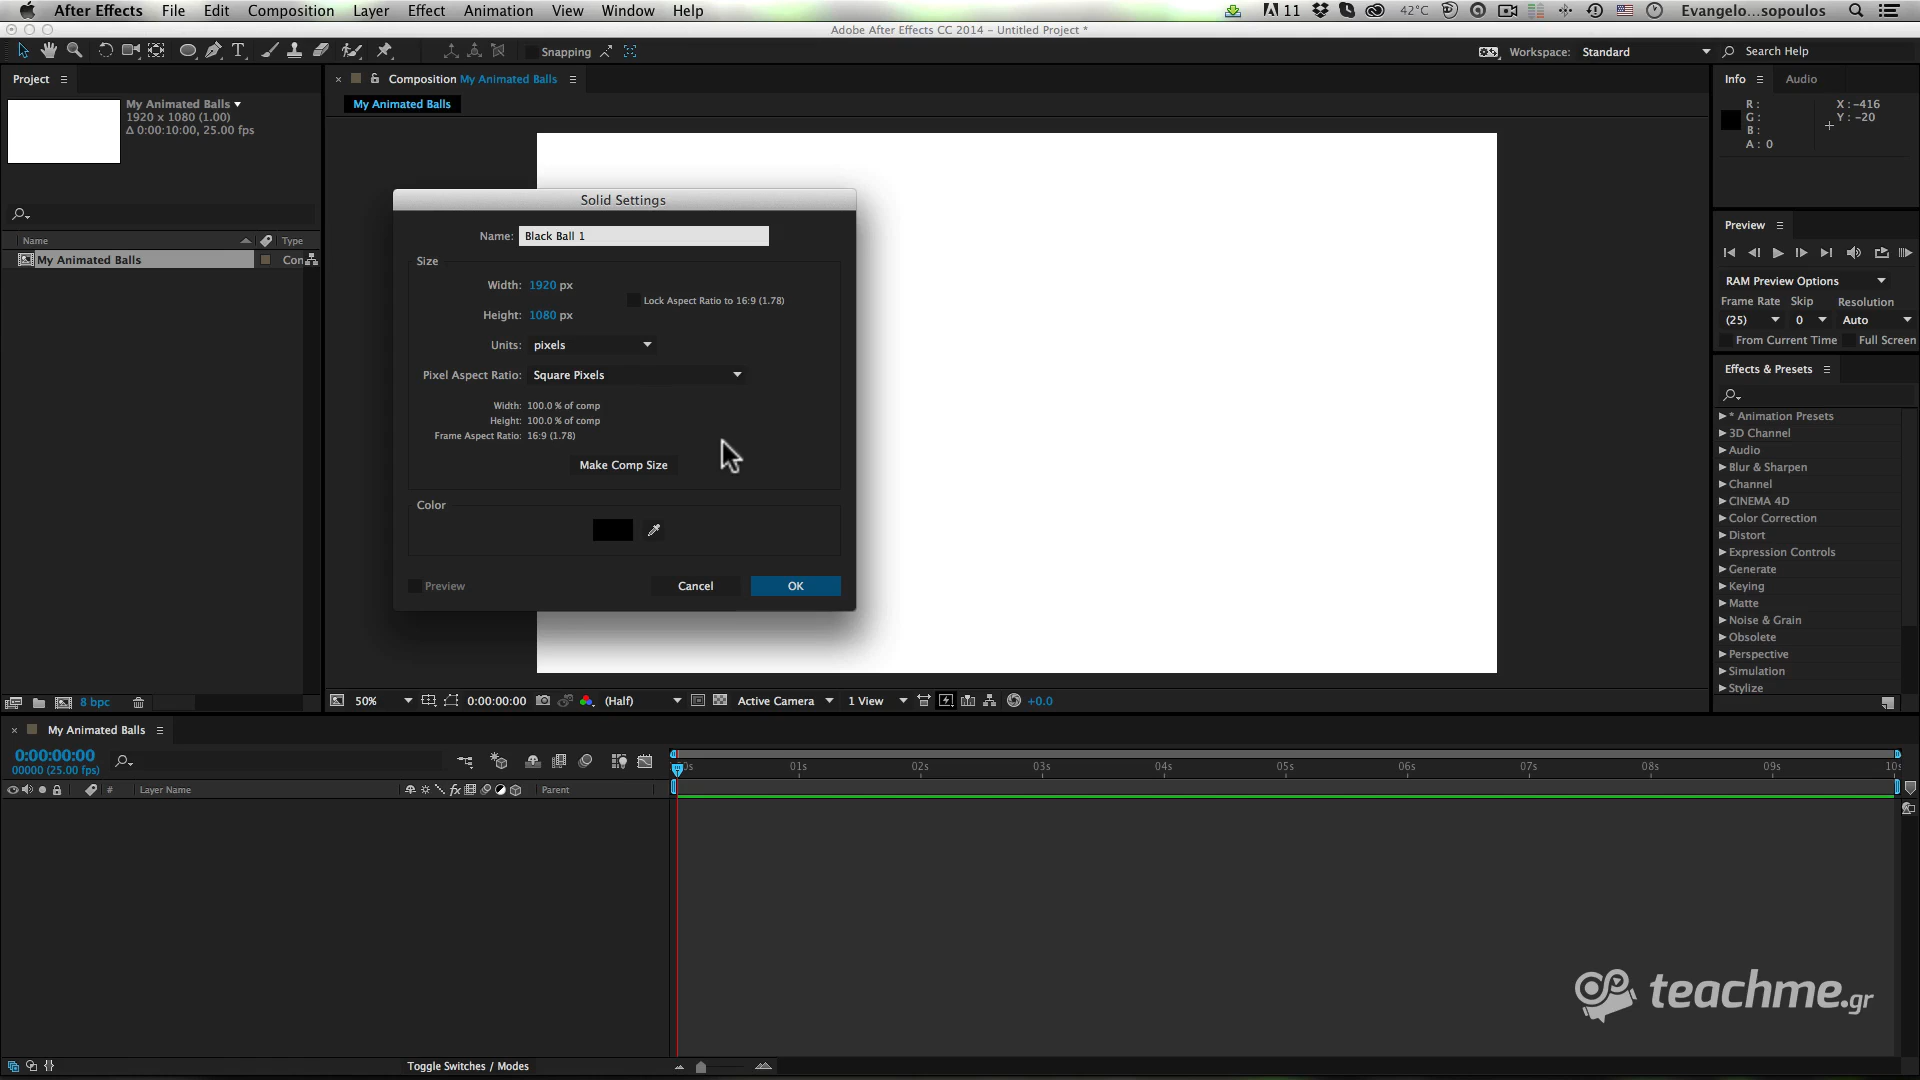 After Effects File Edit Composition Layer Effect Animation View Window Help 11 42°C Evangelo...sopoulos
Adobe After Effects CC 2014 – Untitled Project *
Snapping Workspace: Standard Search Help
Project
My Animated Balls
1920 x 1080 (1.00)
Δ 0:00:10:00, 25.00 fps
Name Type
My Animated Balls Con
8 bpc
Composition My Animated Balls
My Animated Balls
Solid Settings
Name: Black Ball 1
Size
Width: 1920 px
Lock Aspect Ratio to 16:9 (1.78)
Height: 1080 px
Units: pixels
Pixel Aspect Ratio: Square Pixels
Width: 100.0 % of comp
Height: 100.0 % of comp
Frame Aspect Ratio: 16:9 (1.78)
Make Comp Size
Color
Preview Cancel OK
50% 0:00:00:00 (Half) Active Camera 1 View +0.0
Info Audio
R: X: -416
G: Y: -20
B:
A: 0
Preview
RAM Preview Options
Frame Rate Skip Resolution
(25) 0 Auto
From Current Time Full Screen
Effects & Presets
* Animation Presets
3D Channel
Audio
Blur & Sharpen
Channel
CINEMA 4D
Color Correction
Distort
Expression Controls
Generate
Keying
Matte
Noise & Grain
Obsolete
Perspective
Simulation
Stylize
My Animated Balls
0:00:00:00
00000 (25.00 fps)
# Layer Name Parent
0s 01s 02s 03s 04s 05s 06s 07s 08s 09s 10s
Toggle Switches / Modes
teachme.gr